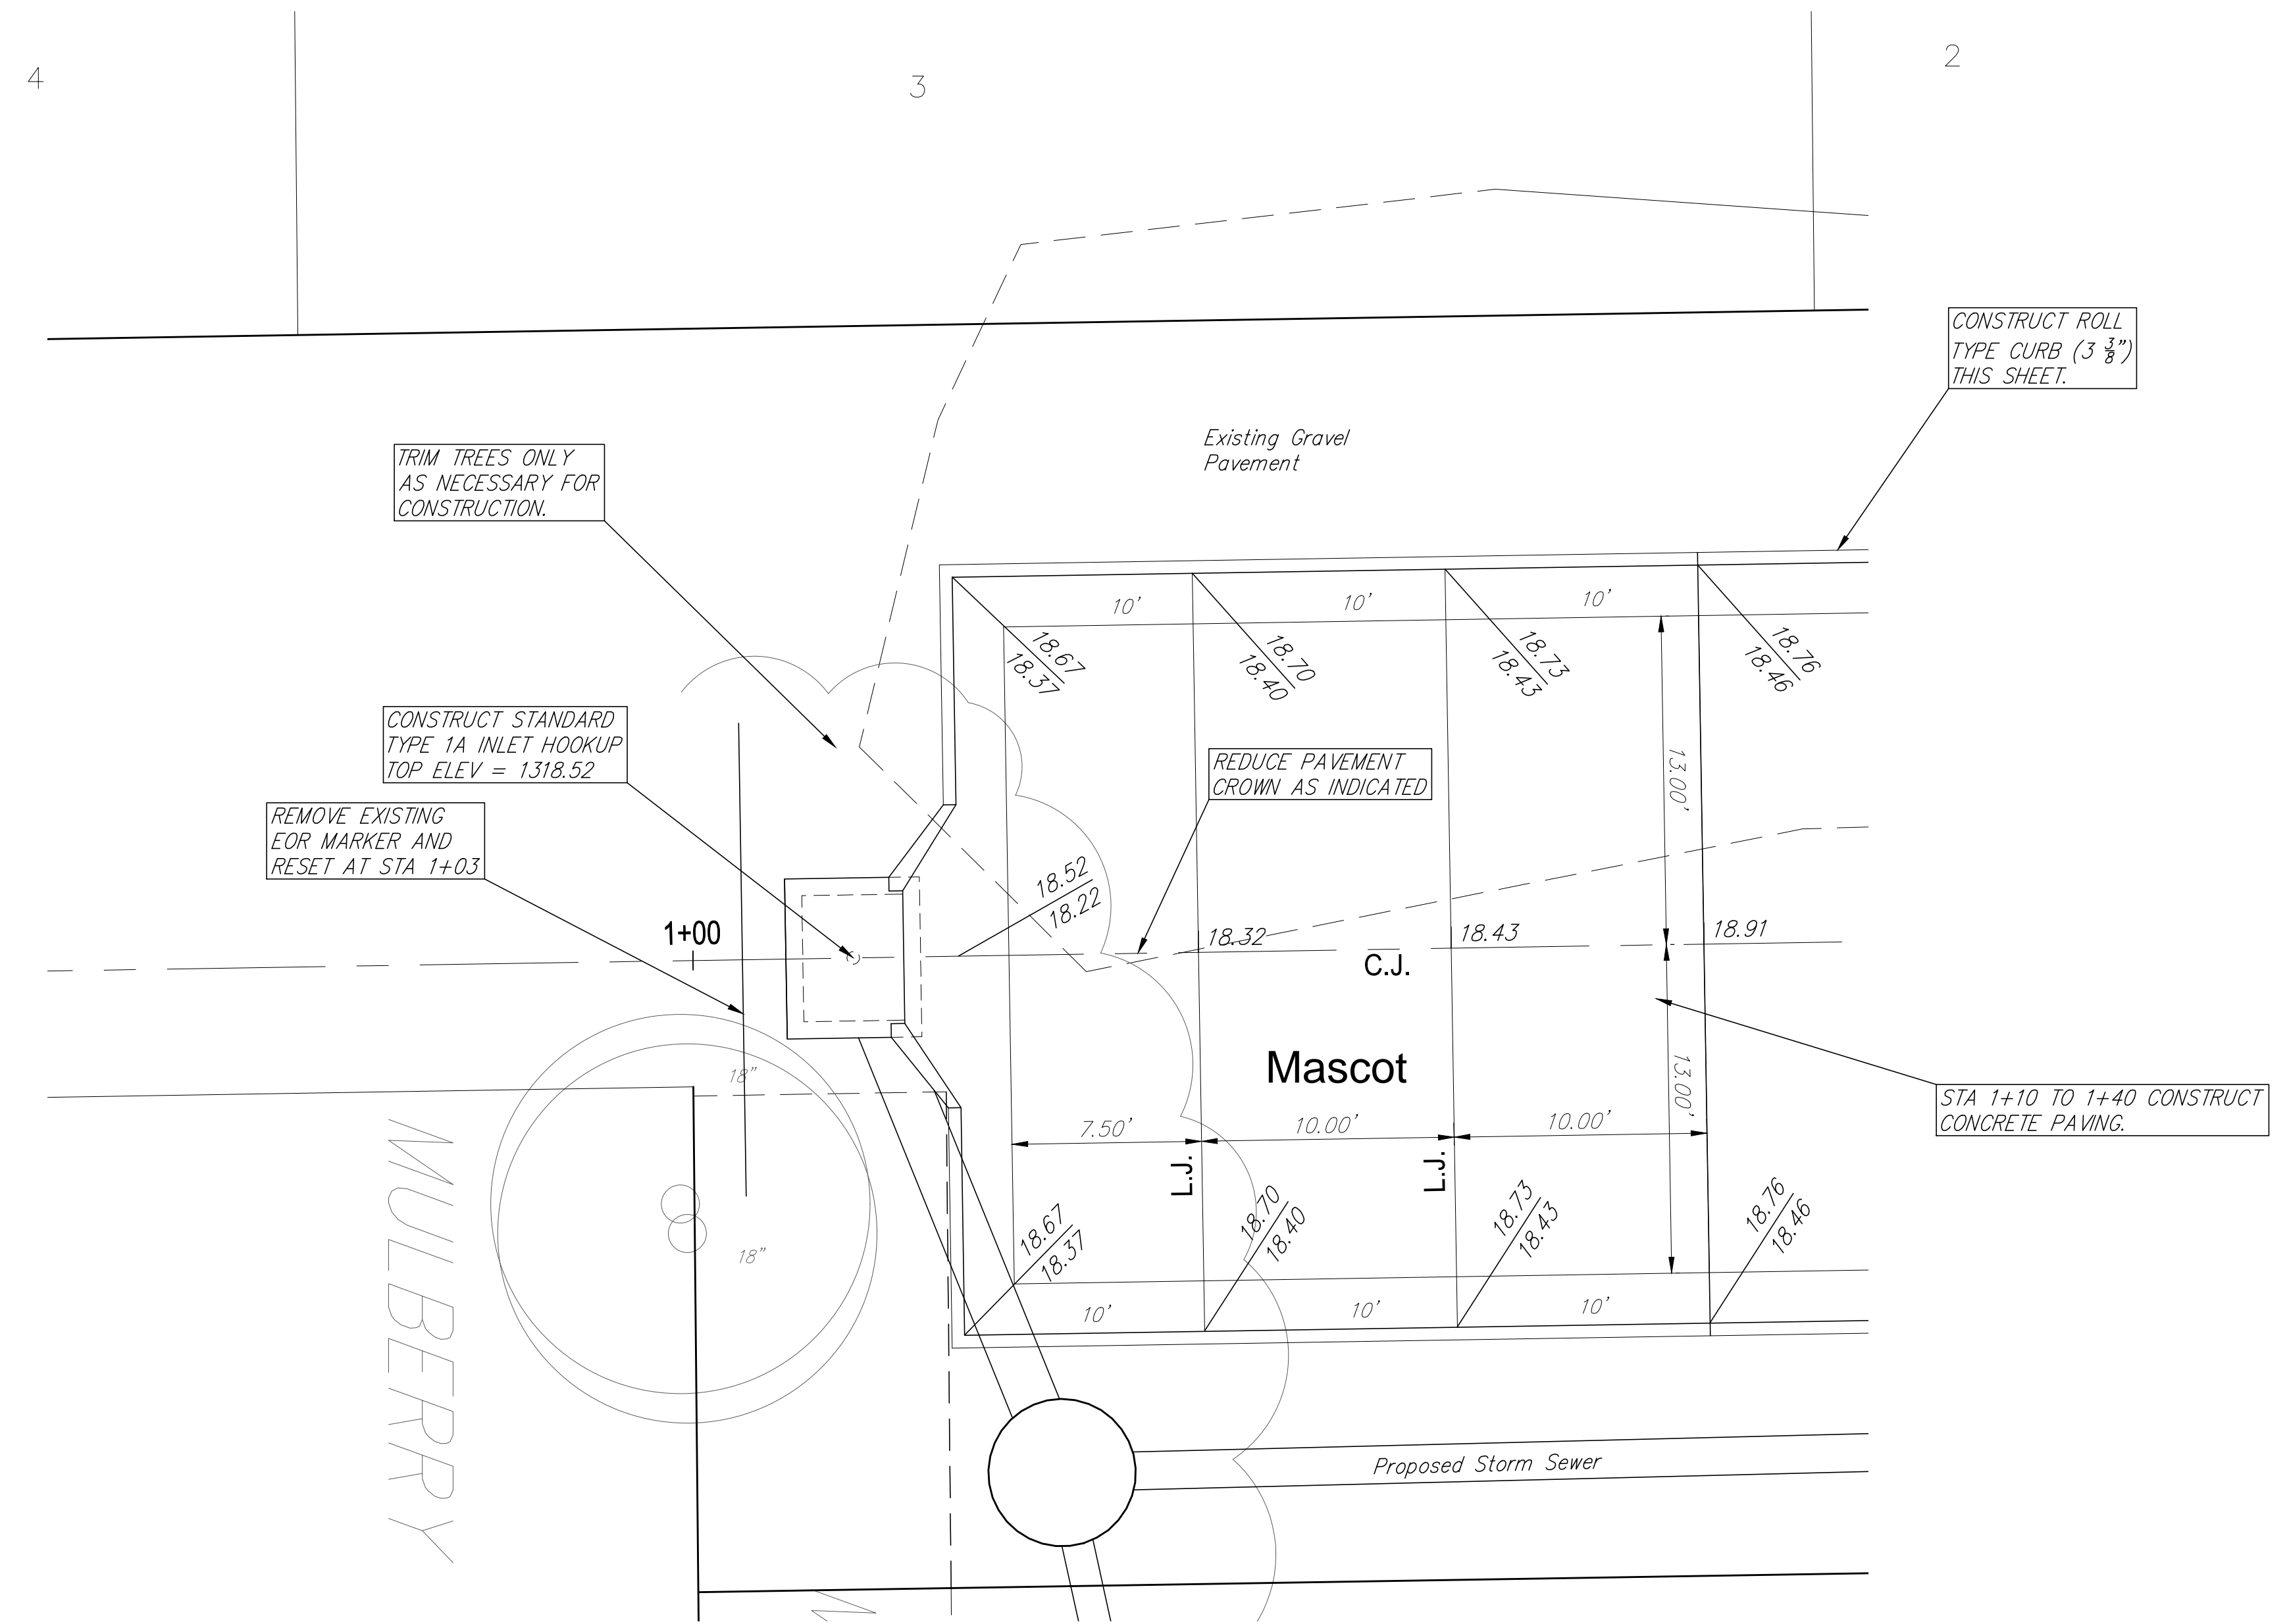 4
3
2
CONSTRUCT ROLL
TYPE CURB (3 3/8")
THIS SHEET.
Existing Gravel
Pavement
TRIM TREES ONLY
AS NECESSARY FOR
CONSTRUCTION.
10'
10'
10'
18.67
18.37
18.70
18.40
18.73
18.43
18.76
18.46
CONSTRUCT STANDARD
TYPE 1A INLET HOOKUP
TOP ELEV = 1318.52
REDUCE PAVEMENT
CROWN AS INDICATED
13.00'
REMOVE EXISTING
EOR MARKER AND
RESET AT STA 1+03
18.52
18.22
1+00
18.32
18.43
18.91
C.J.
Mascot
13.00'
18"
STA 1+10 TO 1+40 CONSTRUCT
CONCRETE PAVING.
7.50'
10.00'
10.00'
L.J.
L.J.
18.67
18.37
18.70
18.40
18.73
18.43
18.76
18.46
18"
10'
10'
10'
MULBERRY
Proposed Storm Sewer